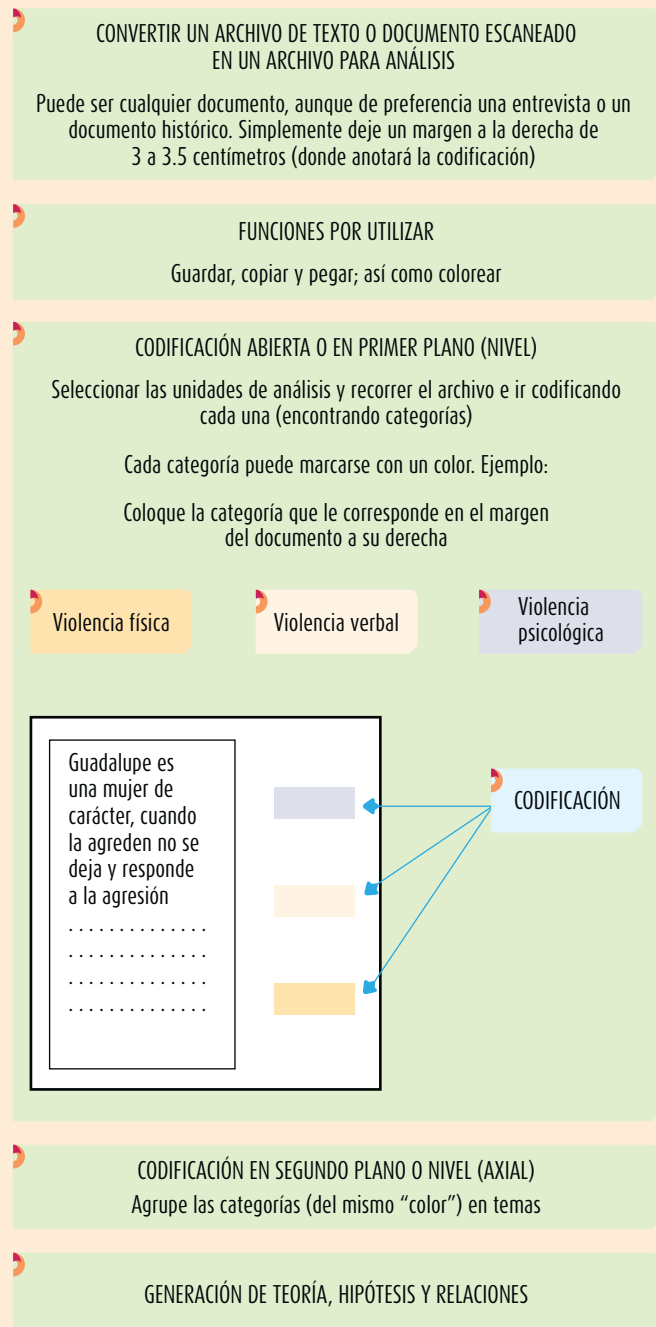 CONVERTIR UN ARCHIVO DE TEXTO O DOCUMENTO ESCANEADO
EN UN ARCHIVO PARA ANÁLISIS
Puede ser cualquier documento, aunque de preferencia una entrevista o un
documento histórico. Simplemente deje un margen a la derecha de
3 a 3.5 centímetros (donde anotará la codificación)
FUNCIONES POR UTILIZAR
Guardar, copiar y pegar; así como colorear
CODIFICACIÓN ABIERTA O EN PRIMER PLANO (NIVEL)
Seleccionar las unidades de análisis y recorrer el archivo e ir codificando
cada una (encontrando categorías)
Cada categoría puede marcarse con un color. Ejemplo:
Coloque la categoría que le corresponde en el margen
del documento a su derecha
Violencia física
Violencia verbal
Violencia
psicológica
Guadalupe es
una mujer de
carácter, cuando
la agreden no se
deja y responde
a la agresión
. . . . . . . . . . . . . .
. . . . . . . . . . . . . .
. . . . . . . . . . . . . .
. . . . . . . . . . . . . .
CODIFICACIÓN
CODIFICACIÓN EN SEGUNDO PLANO O NIVEL (AXIAL)
Agrupe las categorías (del mismo “color”) en temas
GENERACIÓN DE TEORÍA, HIPÓTESIS Y RELACIONES